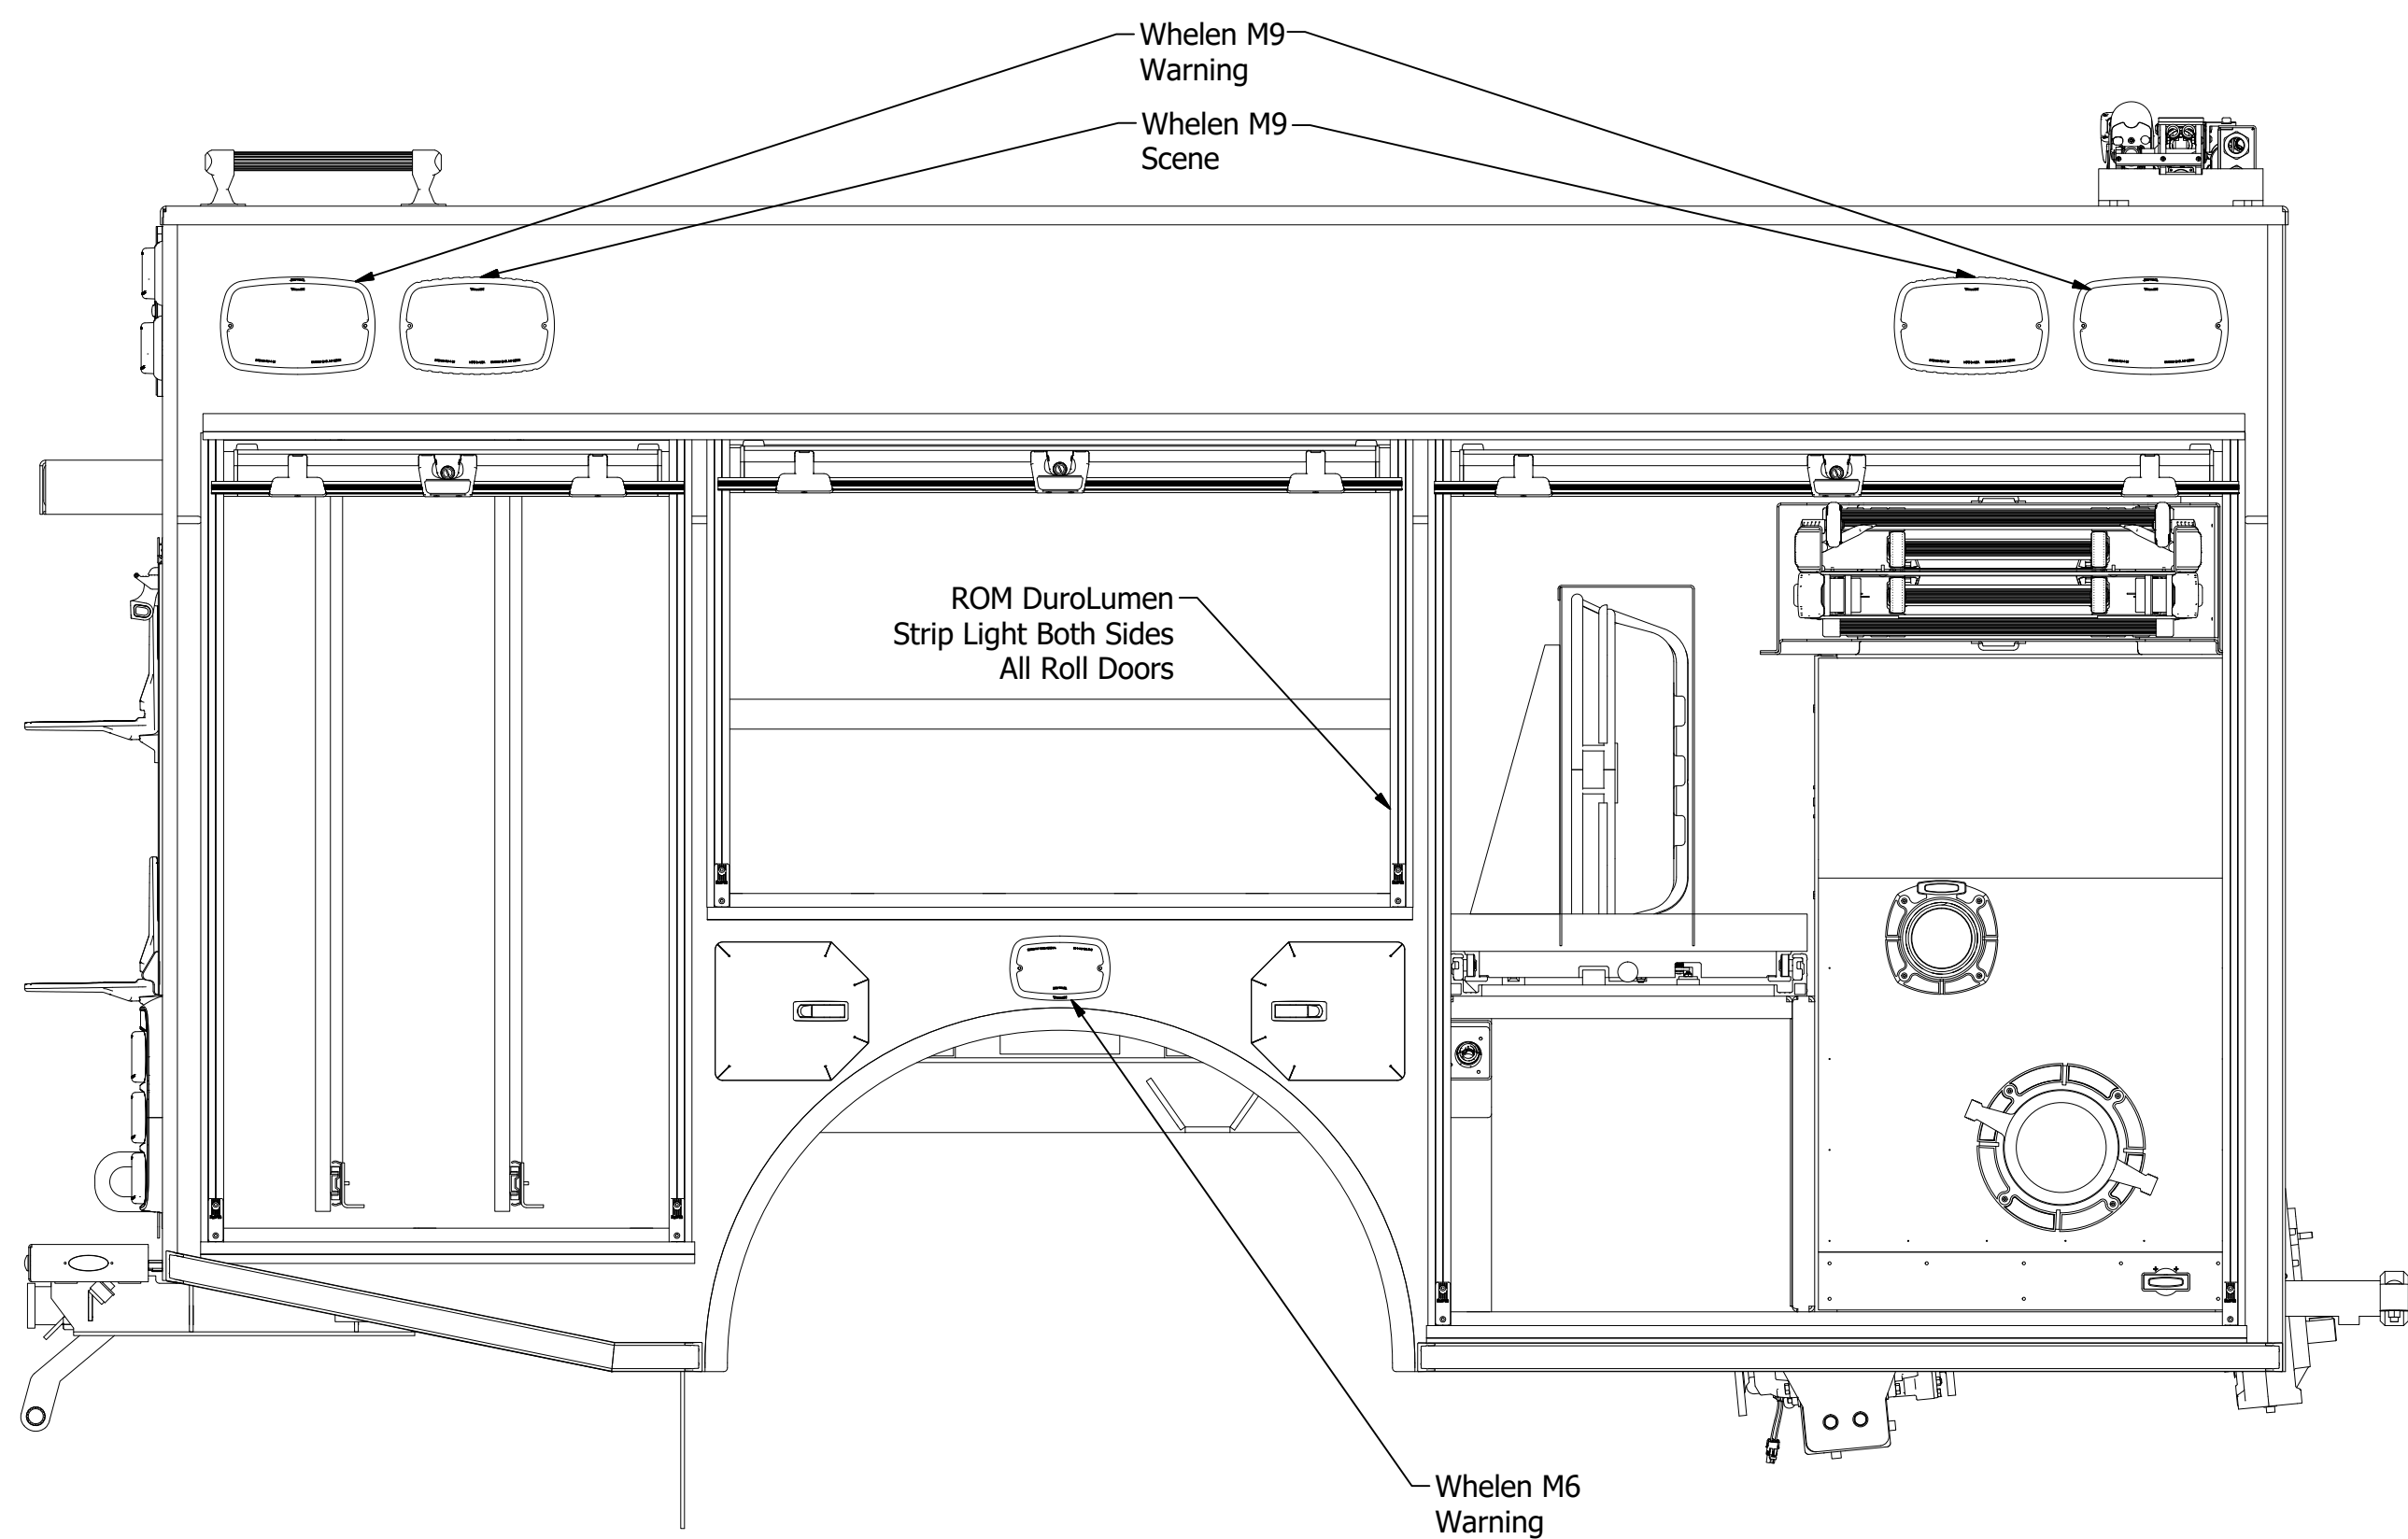 Whelen M9
Warning
Whelen M9
Scene
ROM DuroLumen
Strip Light Both Sides
All Roll Doors
Whelen M6
Warning